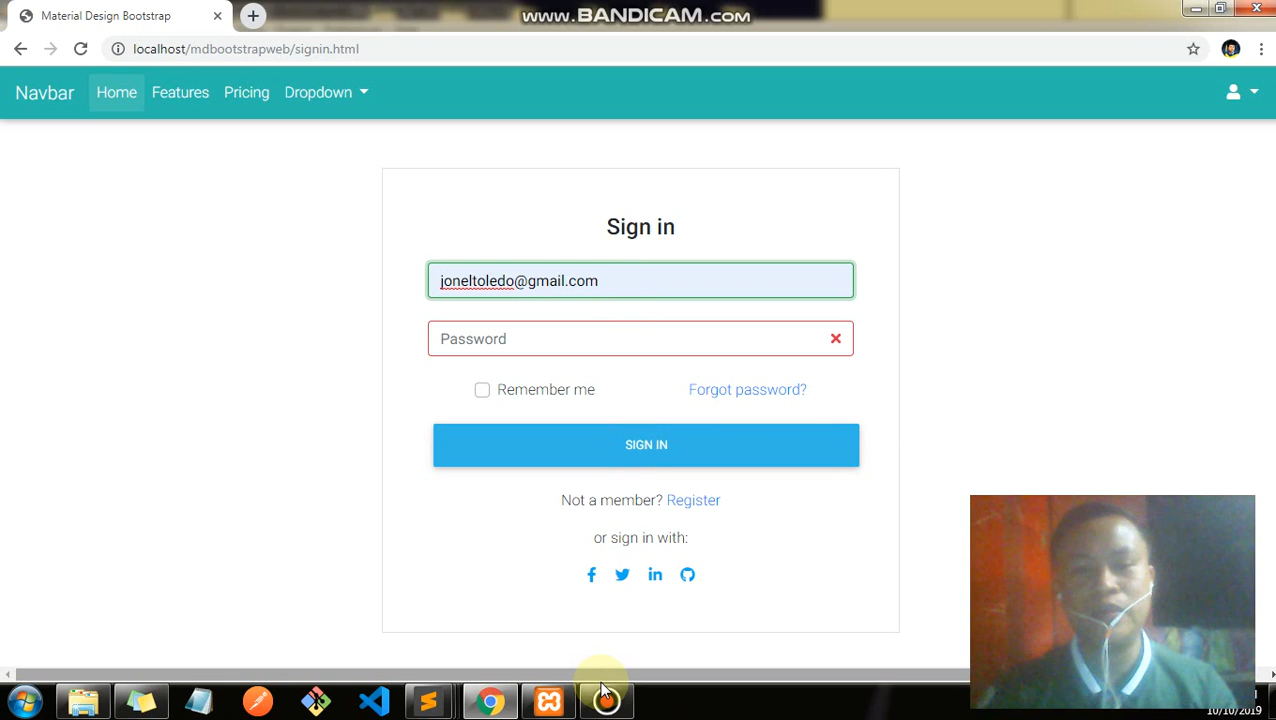 Material Design Bootstrap
www.BANDICAM.com
localhost/mdbootstrapweb/signin.html
Navbar Home Features Pricing Dropdown
Sign in
joneltoledo@gmail.com
Password
Remember me Forgot password?
SIGN IN
Not a member? Register
or sign in with:
10/10/2019